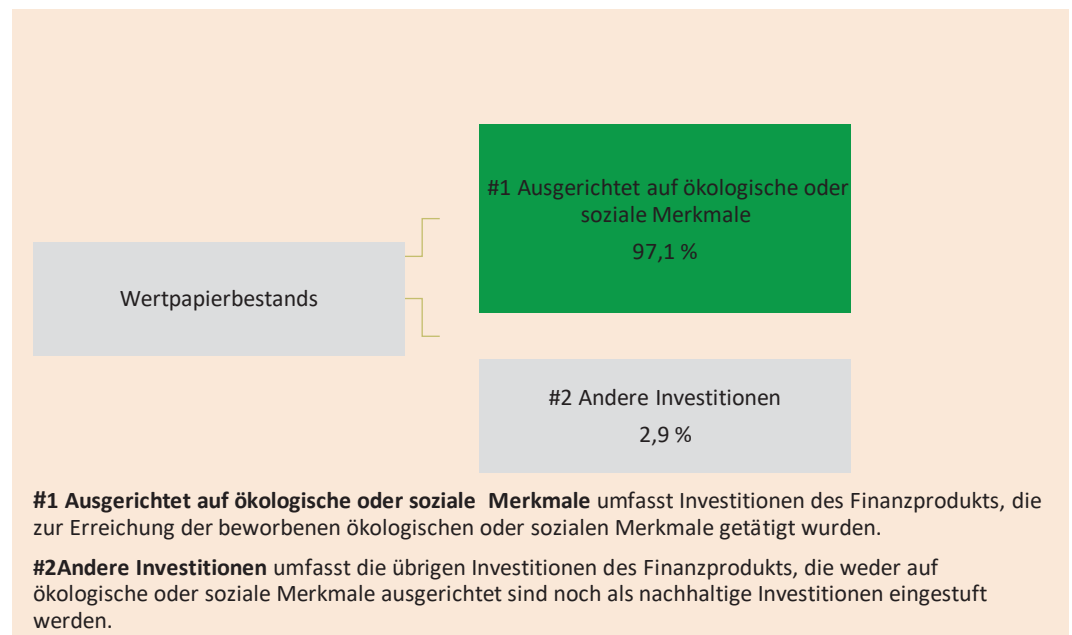 #1 Ausgerichtet auf ökologische oder
soziale Merkmale
97,1 %
Wertpapierbestands
#2 Andere Investitionen
2,9 %
#1 Ausgerichtet auf ökologische oder soziale Merkmale umfasst Investitionen des Finanzprodukts, die
zur Erreichung der beworbenen ökologischen oder sozialen Merkmale getätigt wurden.
#2Andere Investitionen umfasst die übrigen Investitionen des Finanzprodukts, die weder auf
ökologische oder soziale Merkmale ausgerichtet sind noch als nachhaltige Investitionen eingestuft
werden.